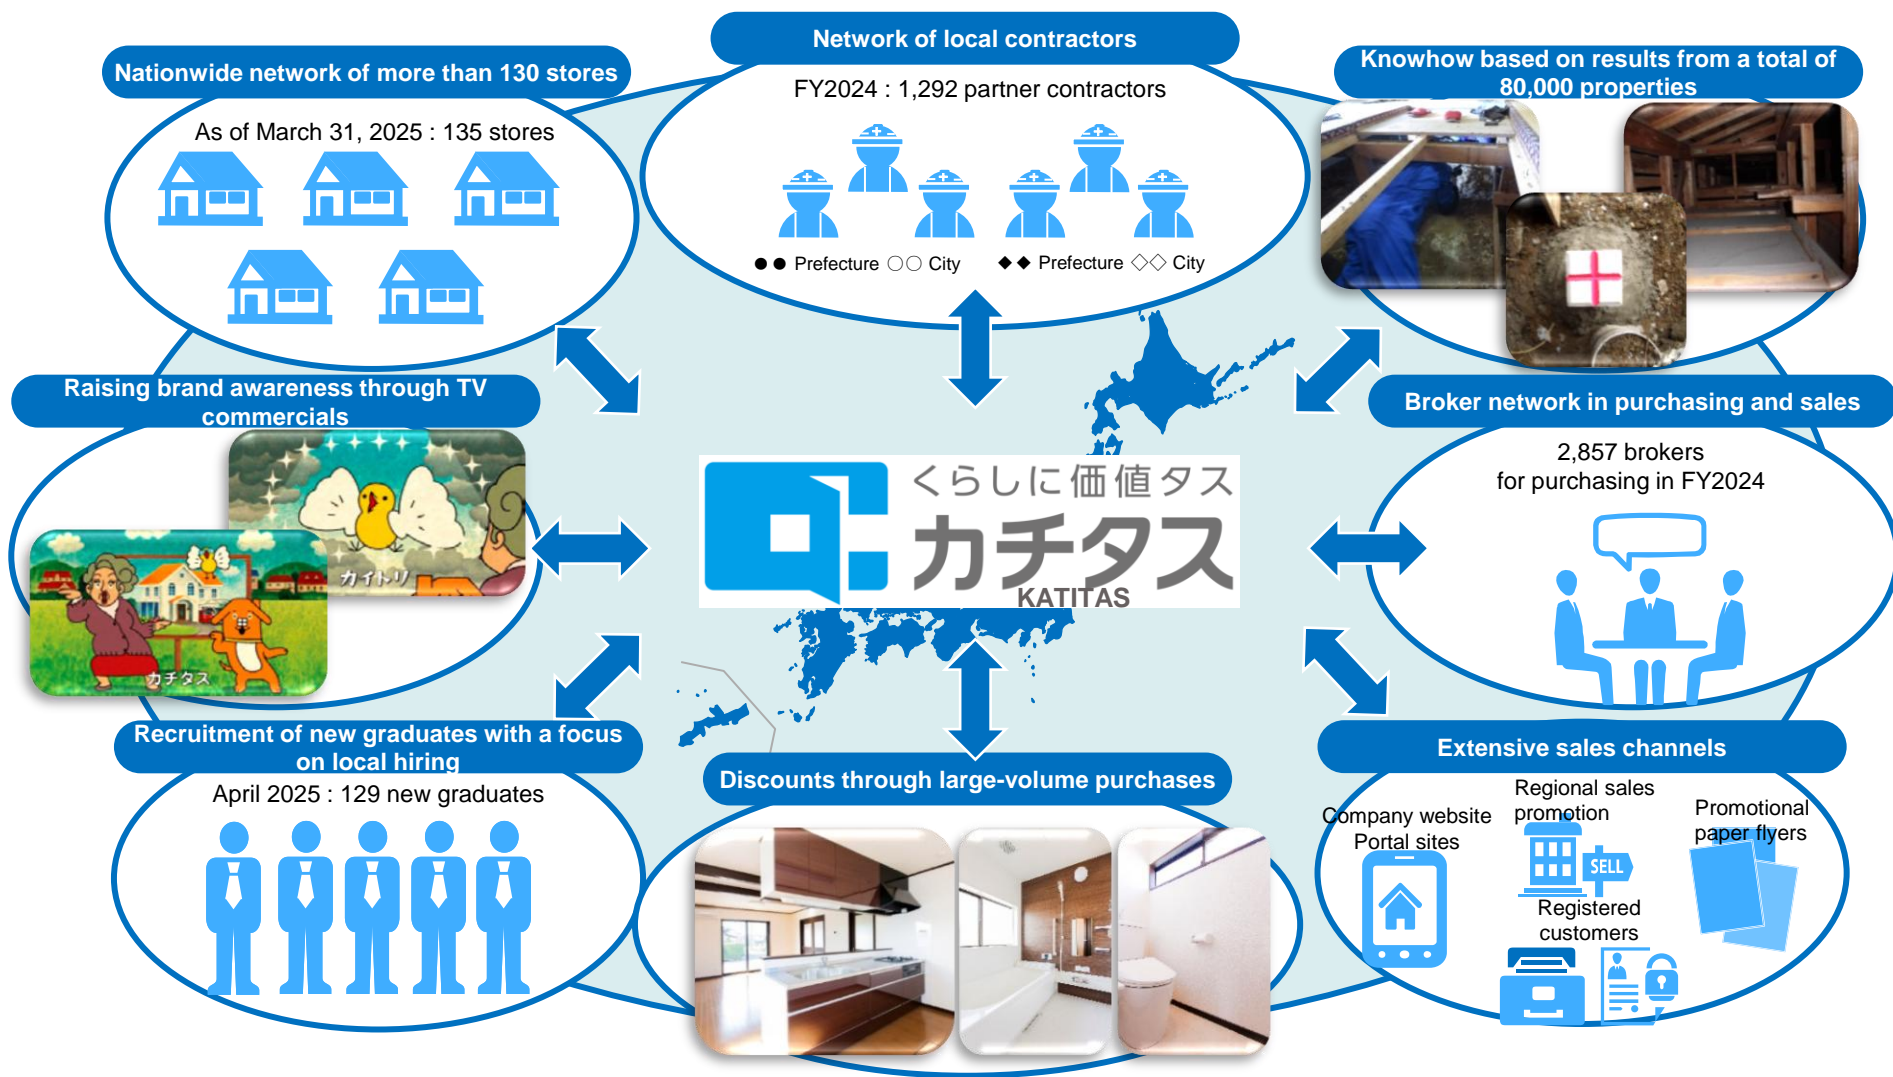 Network of local contractors
FY2024 : 1,292 partner contractors
●● Prefecture ○○ City
◆◆ Prefecture ◇◇ City
Nationwide network of more than 130 stores
As of March 31, 2025 : 135 stores
Knowhow based on results from a total of
80,000 properties
Raising brand awareness through TV
commercials
カイトリ
カチタス
くらしに価値タス
カチタス
KATITAS
Broker network in purchasing and sales
2,857 brokers
for purchasing in FY2024
Recruitment of new graduates with a focus
on local hiring
April 2025 : 129 new graduates
Discounts through large-volume purchases
Extensive sales channels
Company website
Portal sites
Regional sales
promotion
SELL
Promotional
paper flyers
Registered
customers